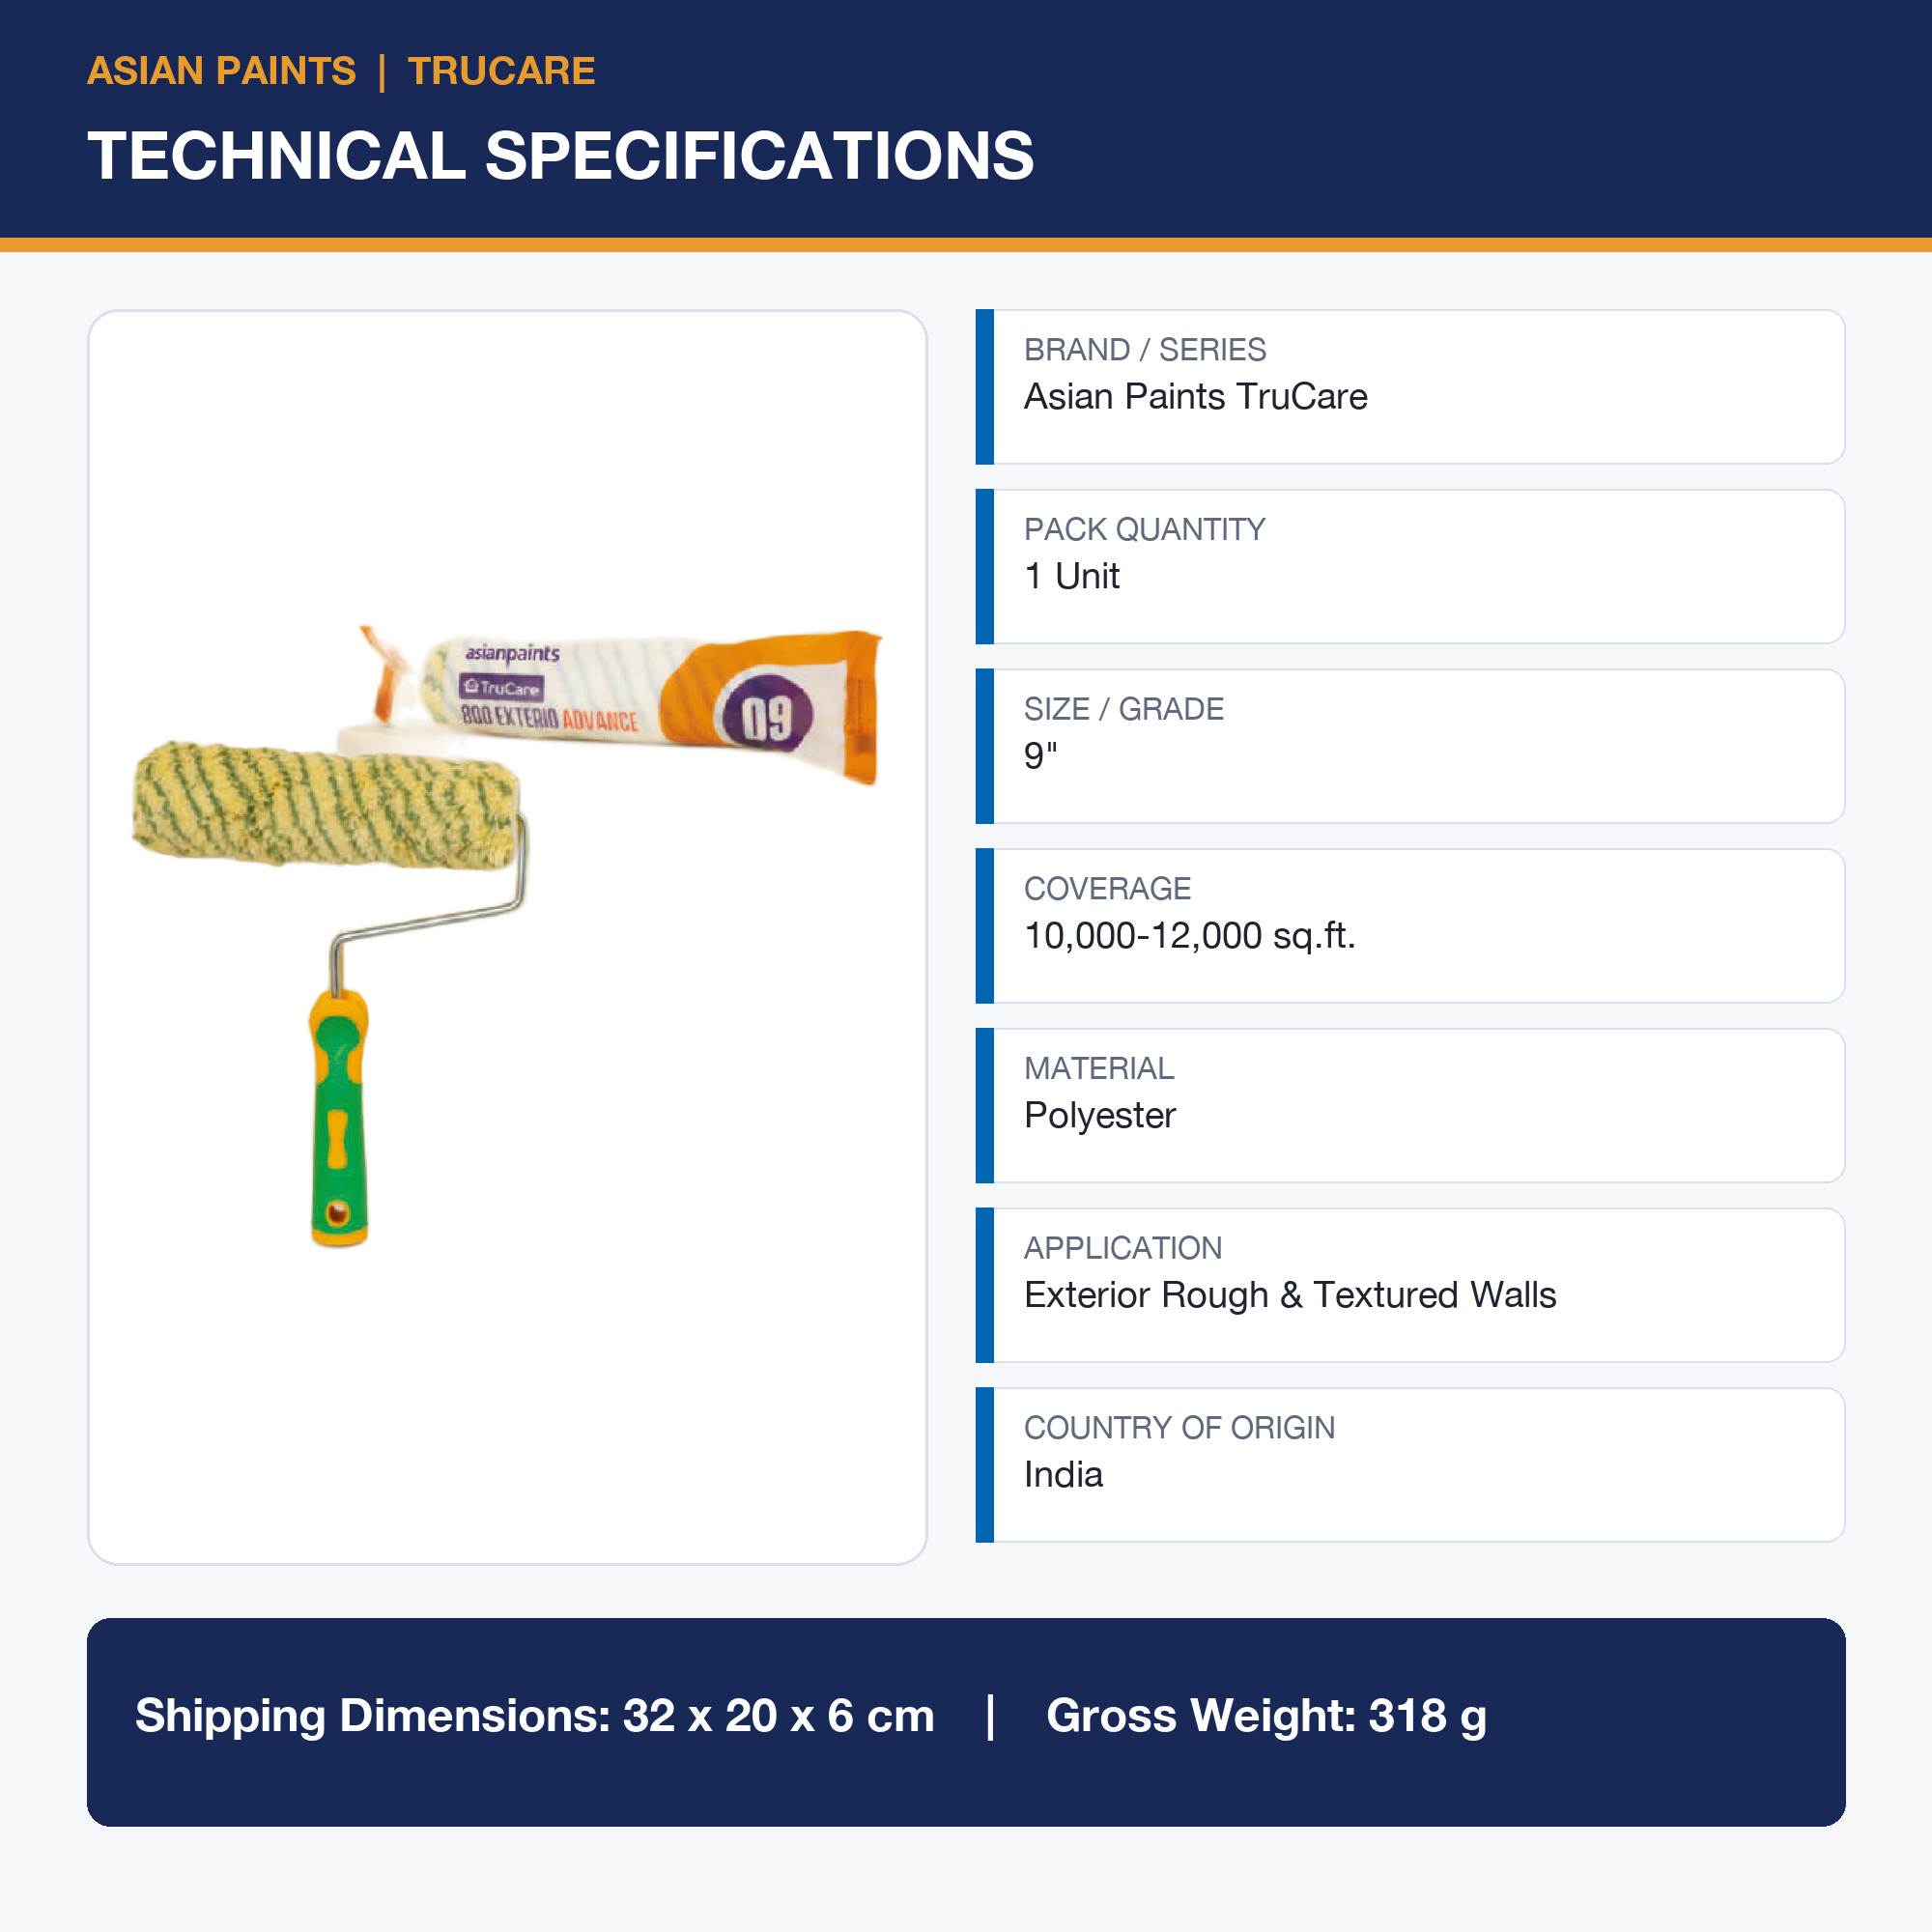 ASIAN PAINTS | TRUCARE
TECHNICAL SPECIFICATIONS
asianpaints
TruCare
800 EXTERIO ADVANCE
09
BRAND / SERIES
Asian Paints TruCare
PACK QUANTITY
1 Unit
SIZE / GRADE
9"
COVERAGE
10,000-12,000 sq.ft.
MATERIAL
Polyester
APPLICATION
Exterior Rough & Textured Walls
COUNTRY OF ORIGIN
India
Shipping Dimensions: 32 x 20 x 6 cm | Gross Weight: 318 g